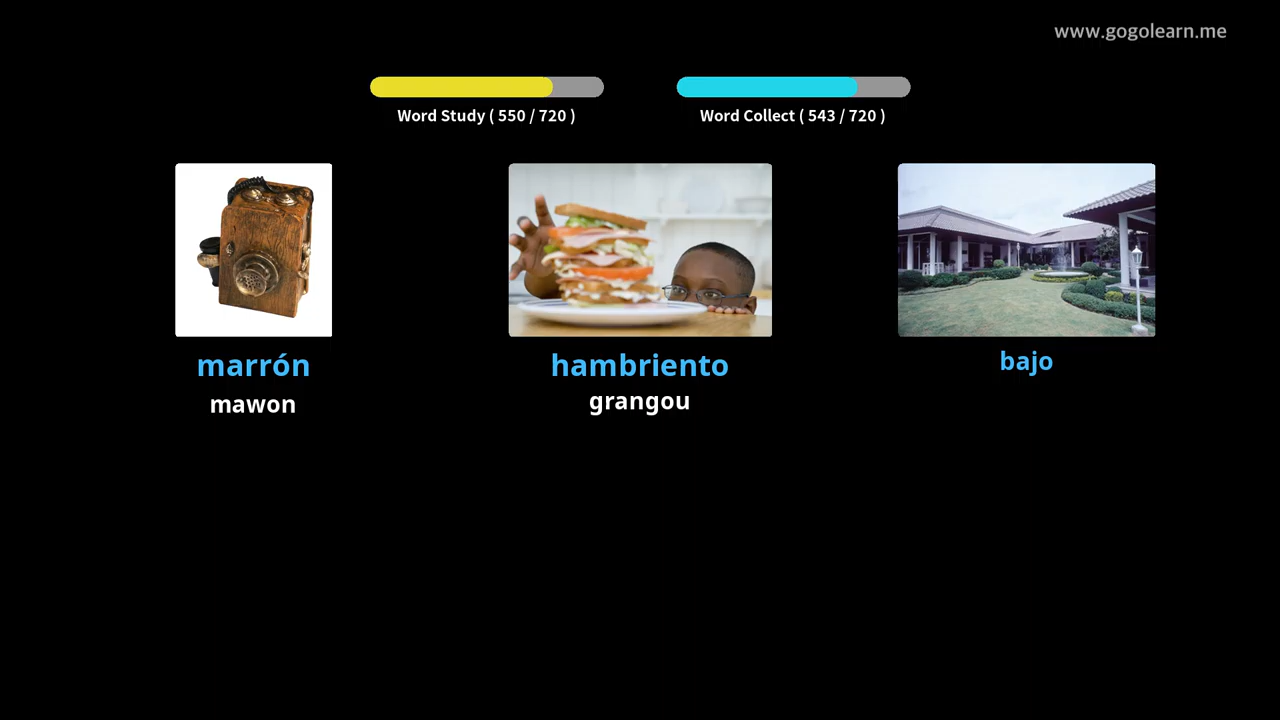 www.gogolearn.me
Word Study ( 550 / 720 )
Word Collect ( 543 / 720 )
marrón
mawon
hambriento
grangou
bajo